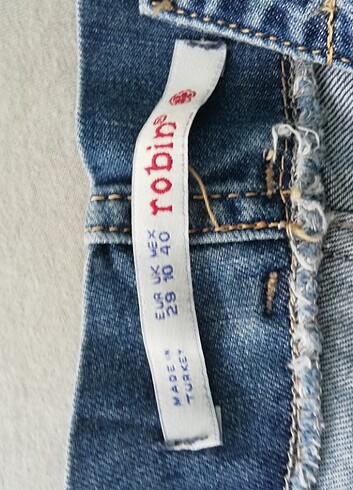 robin®
EUR UK MEX
29 10 40
MADE IN
TURKEY